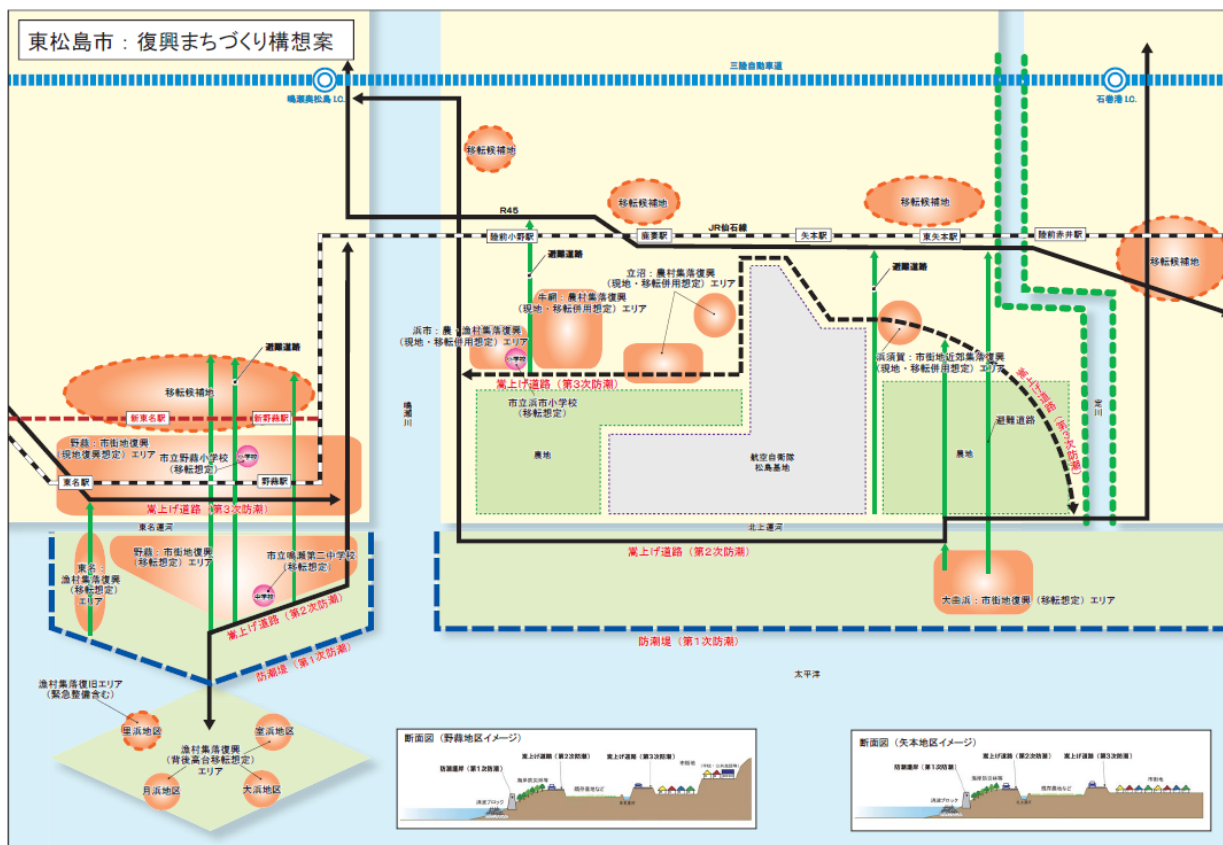 東松島市：復興まちづくり構想案
三陸自動車道
鳴瀬奥松島I.C.
石巻港I.C.
移転候補地
移転候補地
移転候補地
移転候補地
R45
JR仙石線
陸前小野駅
鹿妻駅
矢本駅
東矢本駅
陸前赤井駅
避難道路
避難道路
立沼：農村集落復興
（現地・移転併用想定）エリア
牛網：農村集落復興
（現地・移転併用想定）エリア
浜市：農・漁村集落復興
（現地・移転併用想定）エリア
小学校
嵩上げ道路（第3次防潮）
市立浜市小学校
（移転想定）
浜須賀：市街地近郊集落復興
（現地・移転併用想定）エリア
嵩上げ道路（第3次防潮）
避難道路
農地
航空自衛隊
松島基地
農地
鳴瀬川
避難道路
移転候補地
新東名駅
新野蒜駅
野蒜：市街地復興
（現地復興想定）エリア
市立野蒜小学校
（移転想定）
小学校
東名駅
野蒜駅
嵩上げ道路（第3次防潮）
東名運河
北上運河
嵩上げ道路（第2次防潮）
東名：
漁村集落復興
（移転想定）
エリア
野蒜：市街地復興
（移転想定）エリア
市立鳴瀬第二中学校
（移転想定）
中学校
嵩上げ道路（第2次防潮）
防潮堤（第1次防潮）
大曲浜：市街地復興（移転想定）エリア
防潮堤（第1次防潮）
太平洋
漁村集落復旧エリア
（緊急整備含む）
里浜地区
室浜地区
漁村集落復興
（背後高台移転想定）
エリア
月浜地区
大浜地区
断面図（野蒜地区イメージ）
防潮護岸（第1次防潮）
嵩上げ道路（第2次防潮）
嵩上げ道路（第3次防潮）
消波ブロック
断面図（矢本地区イメージ）
防潮護岸（第1次防潮）
嵩上げ道路（第2次防潮）
嵩上げ道路（第3次防潮）
消波ブロック
市街地